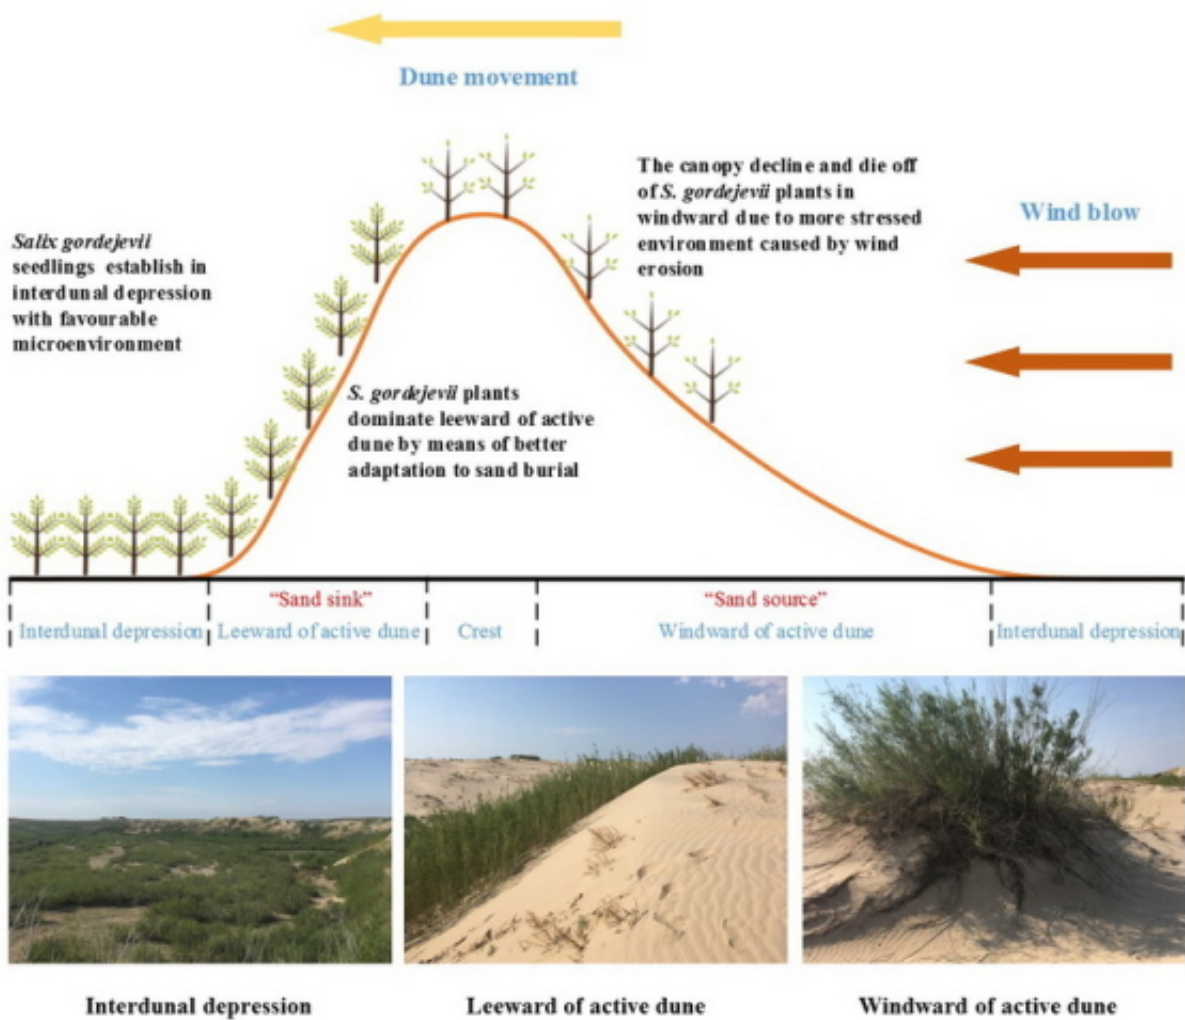 Dune movement
The canopy decline and die off
of S. gordejevii plants in
windward due to more stressed
environment caused by wind
erosion
Wind blow
Salix gordejevii
seedlings establish in
interdunal depression
with favourable
microenvironment
S. gordejevii plants
dominate leeward of active
dune by means of better
adaptation to sand burial
“Sand sink”
“Sand source”
Interdunal depression
Leeward of active dune
Crest
Windward of active dune
Interdunal depression
Interdunal depression
Leeward of active dune
Windward of active dune